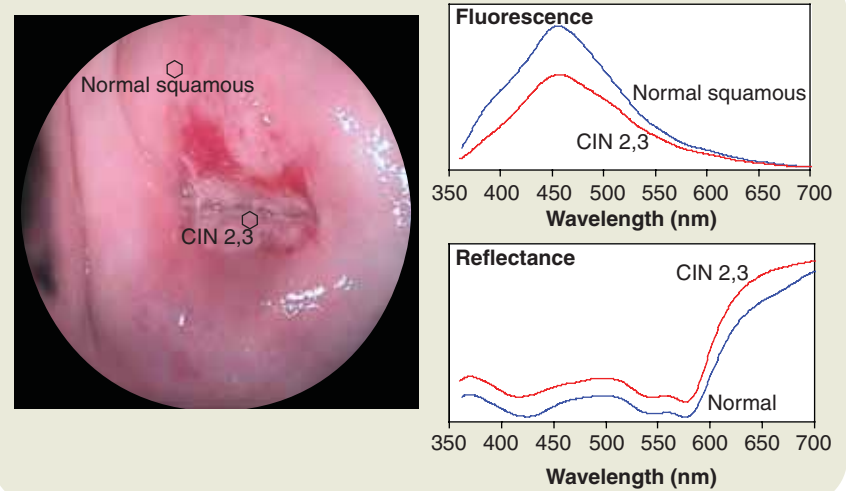 Normal squamous
CIN 2,3
Fluorescence
Normal squamous
CIN 2,3
350 400 450 500 550 600 650 700
Wavelength (nm)
Reflectance
CIN 2,3
Normal
350 400 450 500 550 600 650 700
Wavelength (nm)